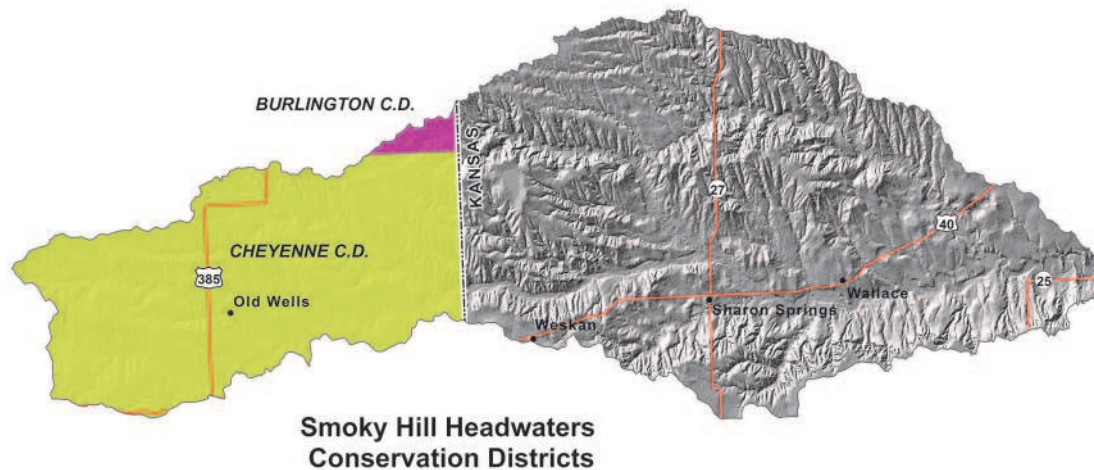 BURLINGTON C.D.
KANSAS
27
40
CHEYENNE C.D.
385
Old Wells
25
Wallace
Sharon Springs
Weskan
Smoky Hill Headwaters
Conservation Districts